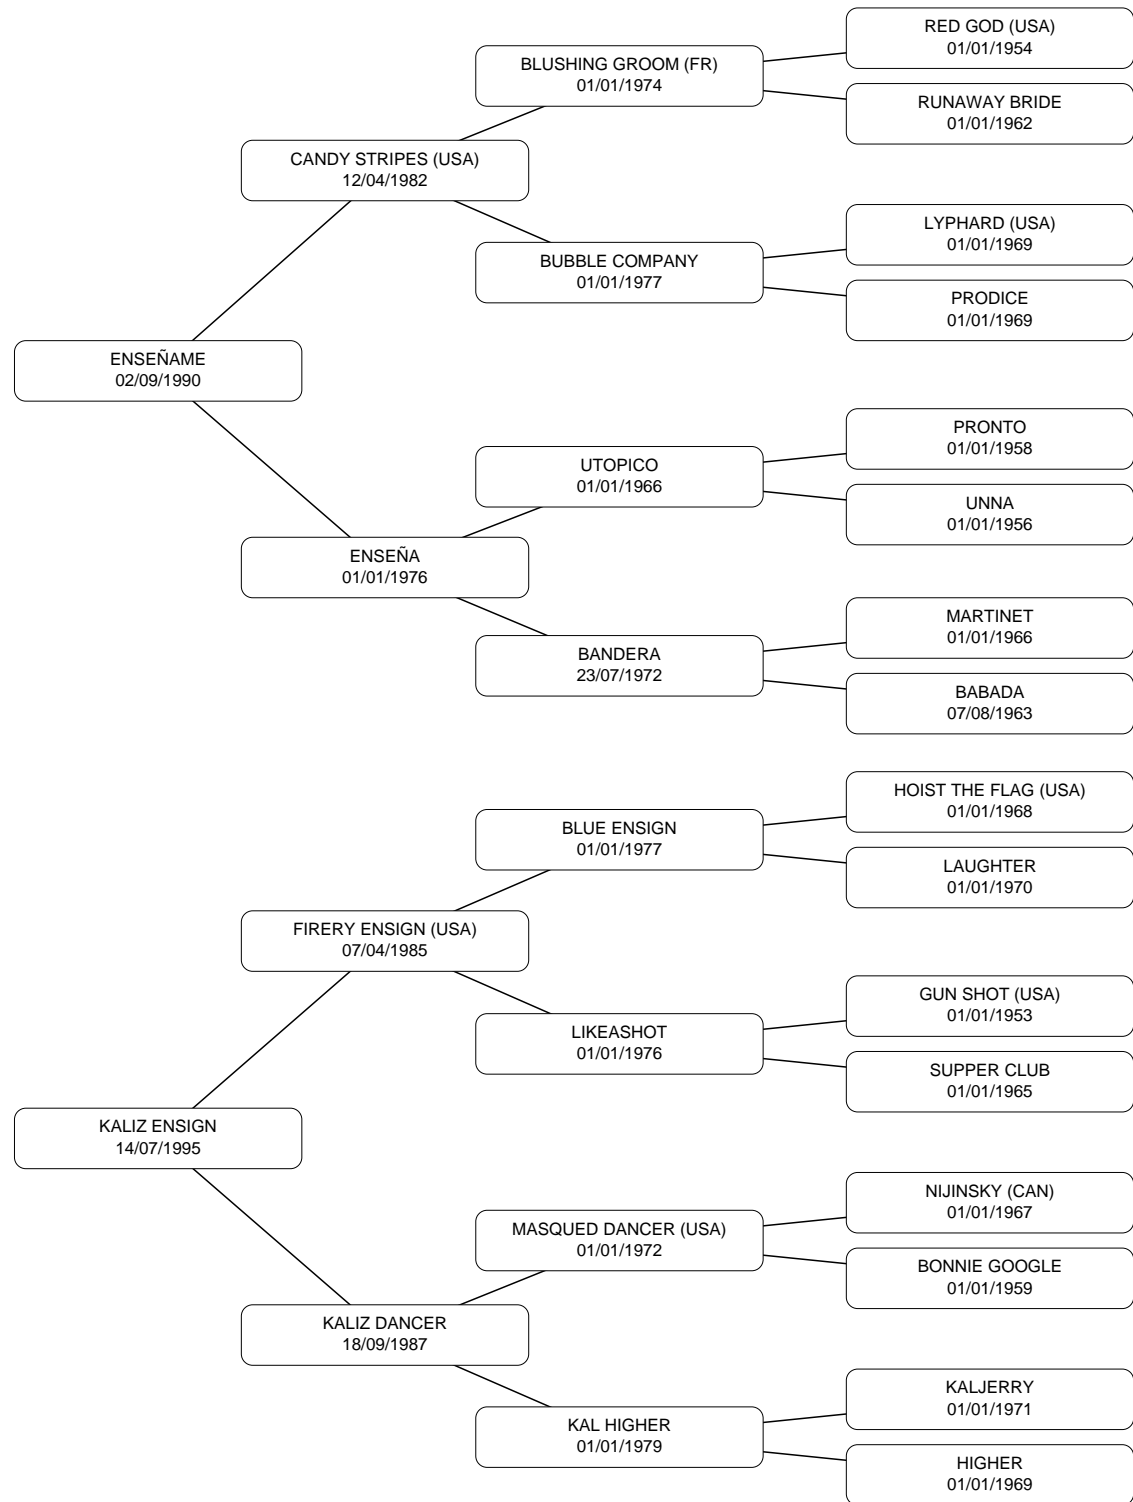 RED GOD (USA)
01/01/1954
BLUSHING GROOM (FR)
01/01/1974
RUNAWAY BRIDE
01/01/1962
CANDY STRIPES (USA)
12/04/1982
LYPHARD (USA)
01/01/1969
BUBBLE COMPANY
01/01/1977
PRODICE
01/01/1969
ENSEÑAME
02/09/1990
PRONTO
01/01/1958
UTOPICO
01/01/1966
UNNA
01/01/1956
ENSEÑA
01/01/1976
MARTINET
01/01/1966
BANDERA
23/07/1972
BABADA
07/08/1963
HOIST THE FLAG (USA)
01/01/1968
BLUE ENSIGN
01/01/1977
LAUGHTER
01/01/1970
FIRERY ENSIGN (USA)
07/04/1985
GUN SHOT (USA)
01/01/1953
LIKEASHOT
01/01/1976
SUPPER CLUB
01/01/1965
KALIZ ENSIGN
14/07/1995
NIJINSKY (CAN)
01/01/1967
MASQUED DANCER (USA)
01/01/1972
BONNIE GOOGLE
01/01/1959
KALIZ DANCER
18/09/1987
KALJERRY
01/01/1971
KAL HIGHER
01/01/1979
HIGHER
01/01/1969